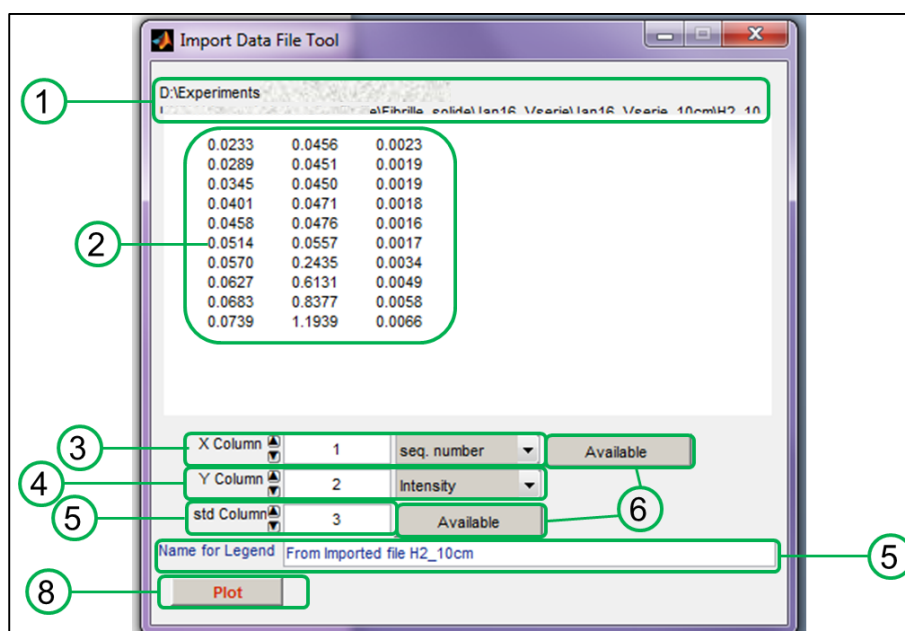 Import Data File Tool
1
D:\Experiments
e\Fibrille_solide\Jan16_Vserie\Jan16_Vserie_10cm\H2_10
0.0233 0.0456 0.0023
0.0289 0.0451 0.0019
0.0345 0.0450 0.0019
0.0401 0.0471 0.0018
0.0458 0.0476 0.0016
2
0.0514 0.0557 0.0017
0.0570 0.2435 0.0034
0.0627 0.6131 0.0049
0.0683 0.8377 0.0058
0.0739 1.1939 0.0066
3 X Column 1 seq. number Available
4 Y Column 2 Intensity
5 std Column 3 Available 6
Name for Legend From Imported file H2_10cm 5
8 Plot